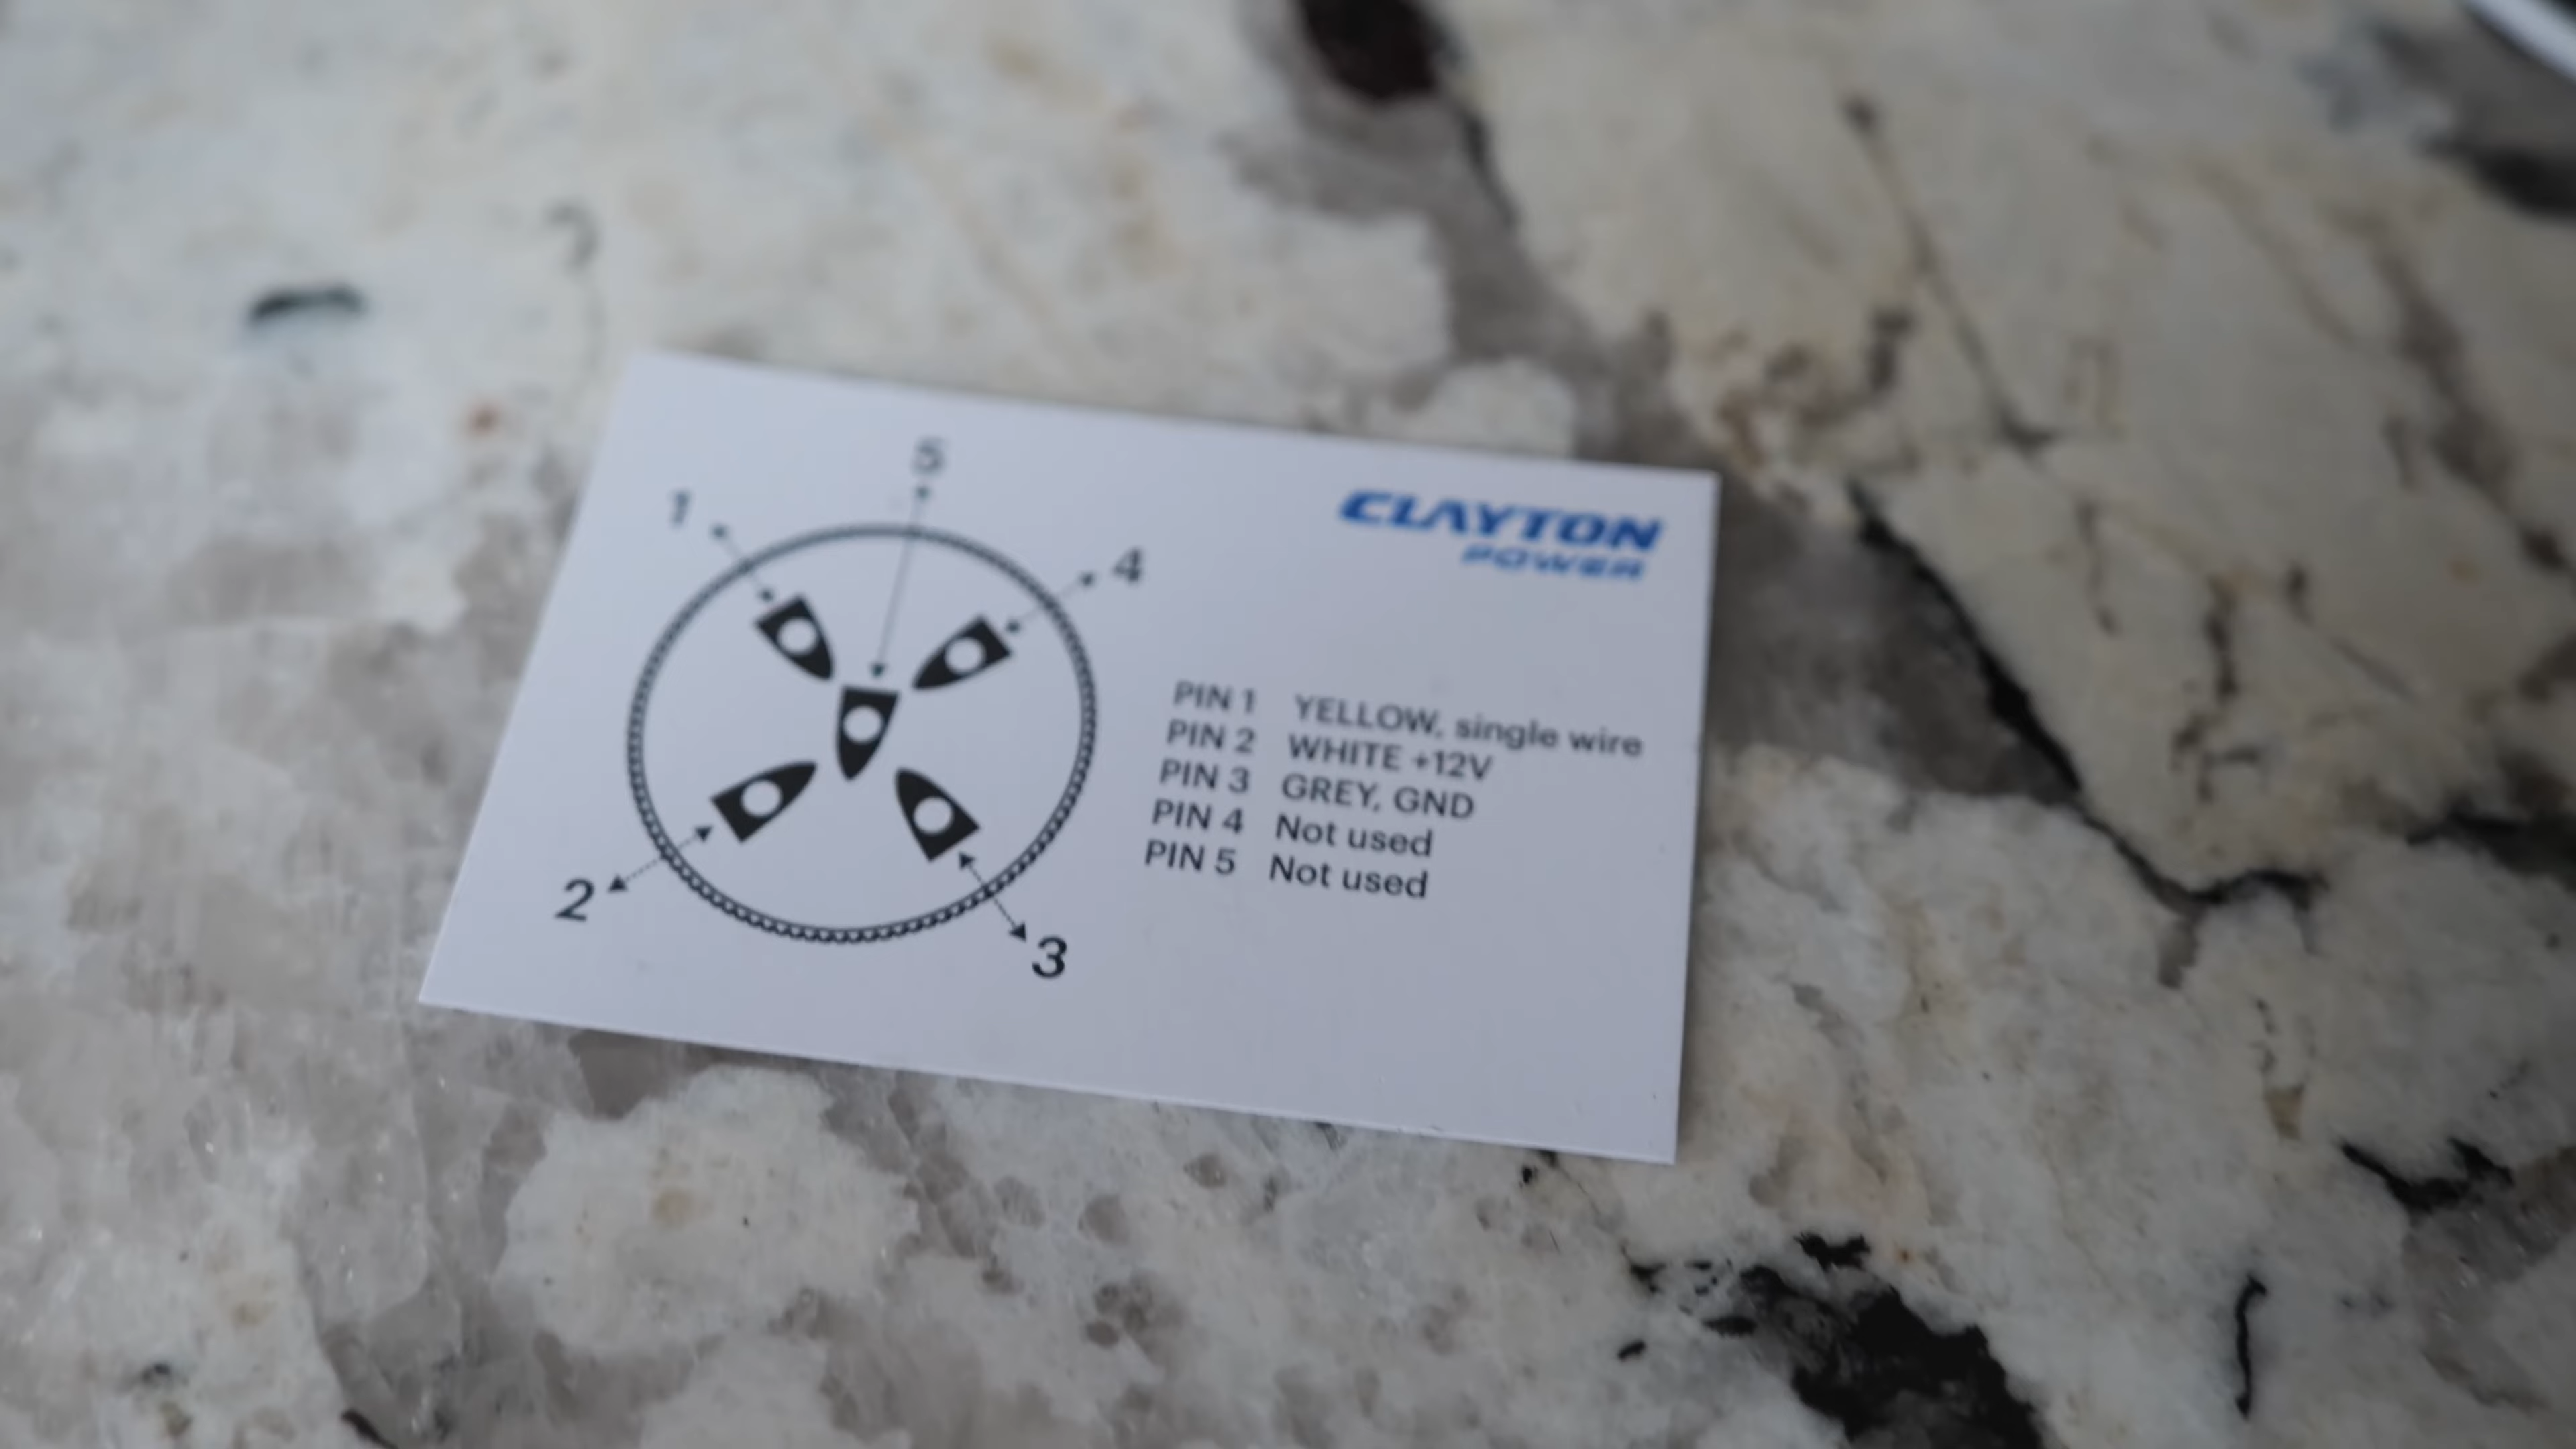 5
1
4
CLAYTON
POWER
PIN 1 YELLOW, single wire
PIN 2 WHITE +12V
PIN 3 GREY, GND
PIN 4 Not used
PIN 5 Not used
2
3